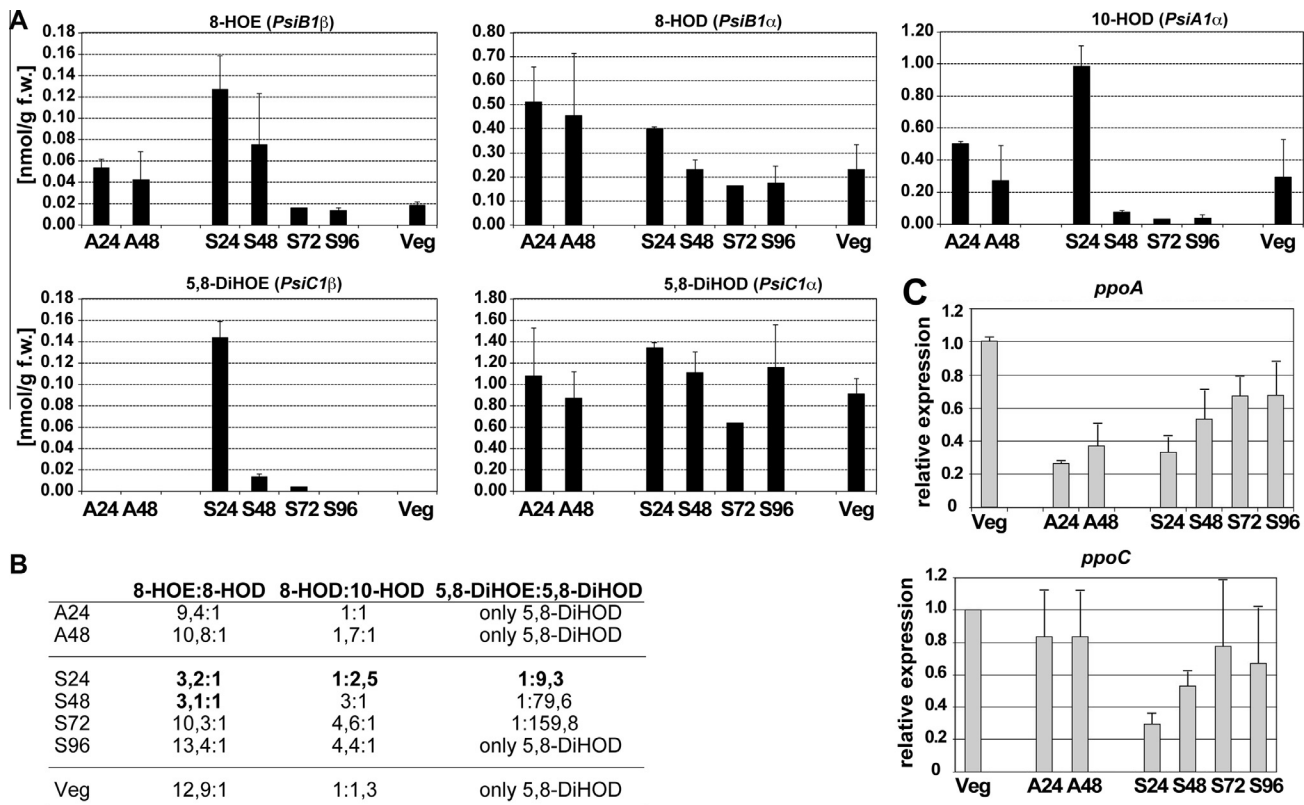 A
8-HOE (PsiB1β)
[nmol/g f.w.]
0.18
0.16
0.14
0.12
0.10
0.08
0.06
0.04
0.02
0.00
A24 A48 S24 S48 S72 S96 Veg
8-HOD (PsiB1α)
0.80
0.70
0.60
0.50
0.40
0.30
0.20
0.10
0.00
A24 A48 S24 S48 S72 S96 Veg
10-HOD (PsiA1α)
1.20
1.00
0.60
0.40
0.20
0.00
A24 A48 S24 S48 S72 S96 Veg
5,8-DiHOE (PsiC1β)
[nmol/g f.w.]
0.18
0.16
0.14
0.12
0.10
0.08
0.06
0.04
0.02
0.00
A24 A48 S24 S48 S72 S96 Veg
5,8-DiHOD (PsiC1α)
1.80
1.60
1.40
1.20
1.00
0.80
0.60
0.40
0.20
0.00
A24 A48 S24 S48 S72 S96 Veg
B
8-HOE:8-HOD 8-HOD:10-HOD 5,8-DiHOE:5,8-DiHOD
A24 9,4:1 1:1 only 5,8-DiHOD
A48 10,8:1 1,7:1 only 5,8-DiHOD
S24 3,2:1 1:2,5 1:9,3
S48 3,1:1 3:1 1:79,6
S72 10,3:1 4,6:1 1:159,8
S96 13,4:1 4,4:1 only 5,8-DiHOD
Veg 12,9:1 1:1,3 only 5,8-DiHOD
C
ppoA
relative expression
1.2
1.0
0.8
0.6
0.4
0.2
0
Veg A24 A48 S24 S48 S72 S96
ppoC
relative expression
1.2
1.0
0.8
0.6
0.4
0.2
0
Veg A24 A48 S24 S48 S72 S96